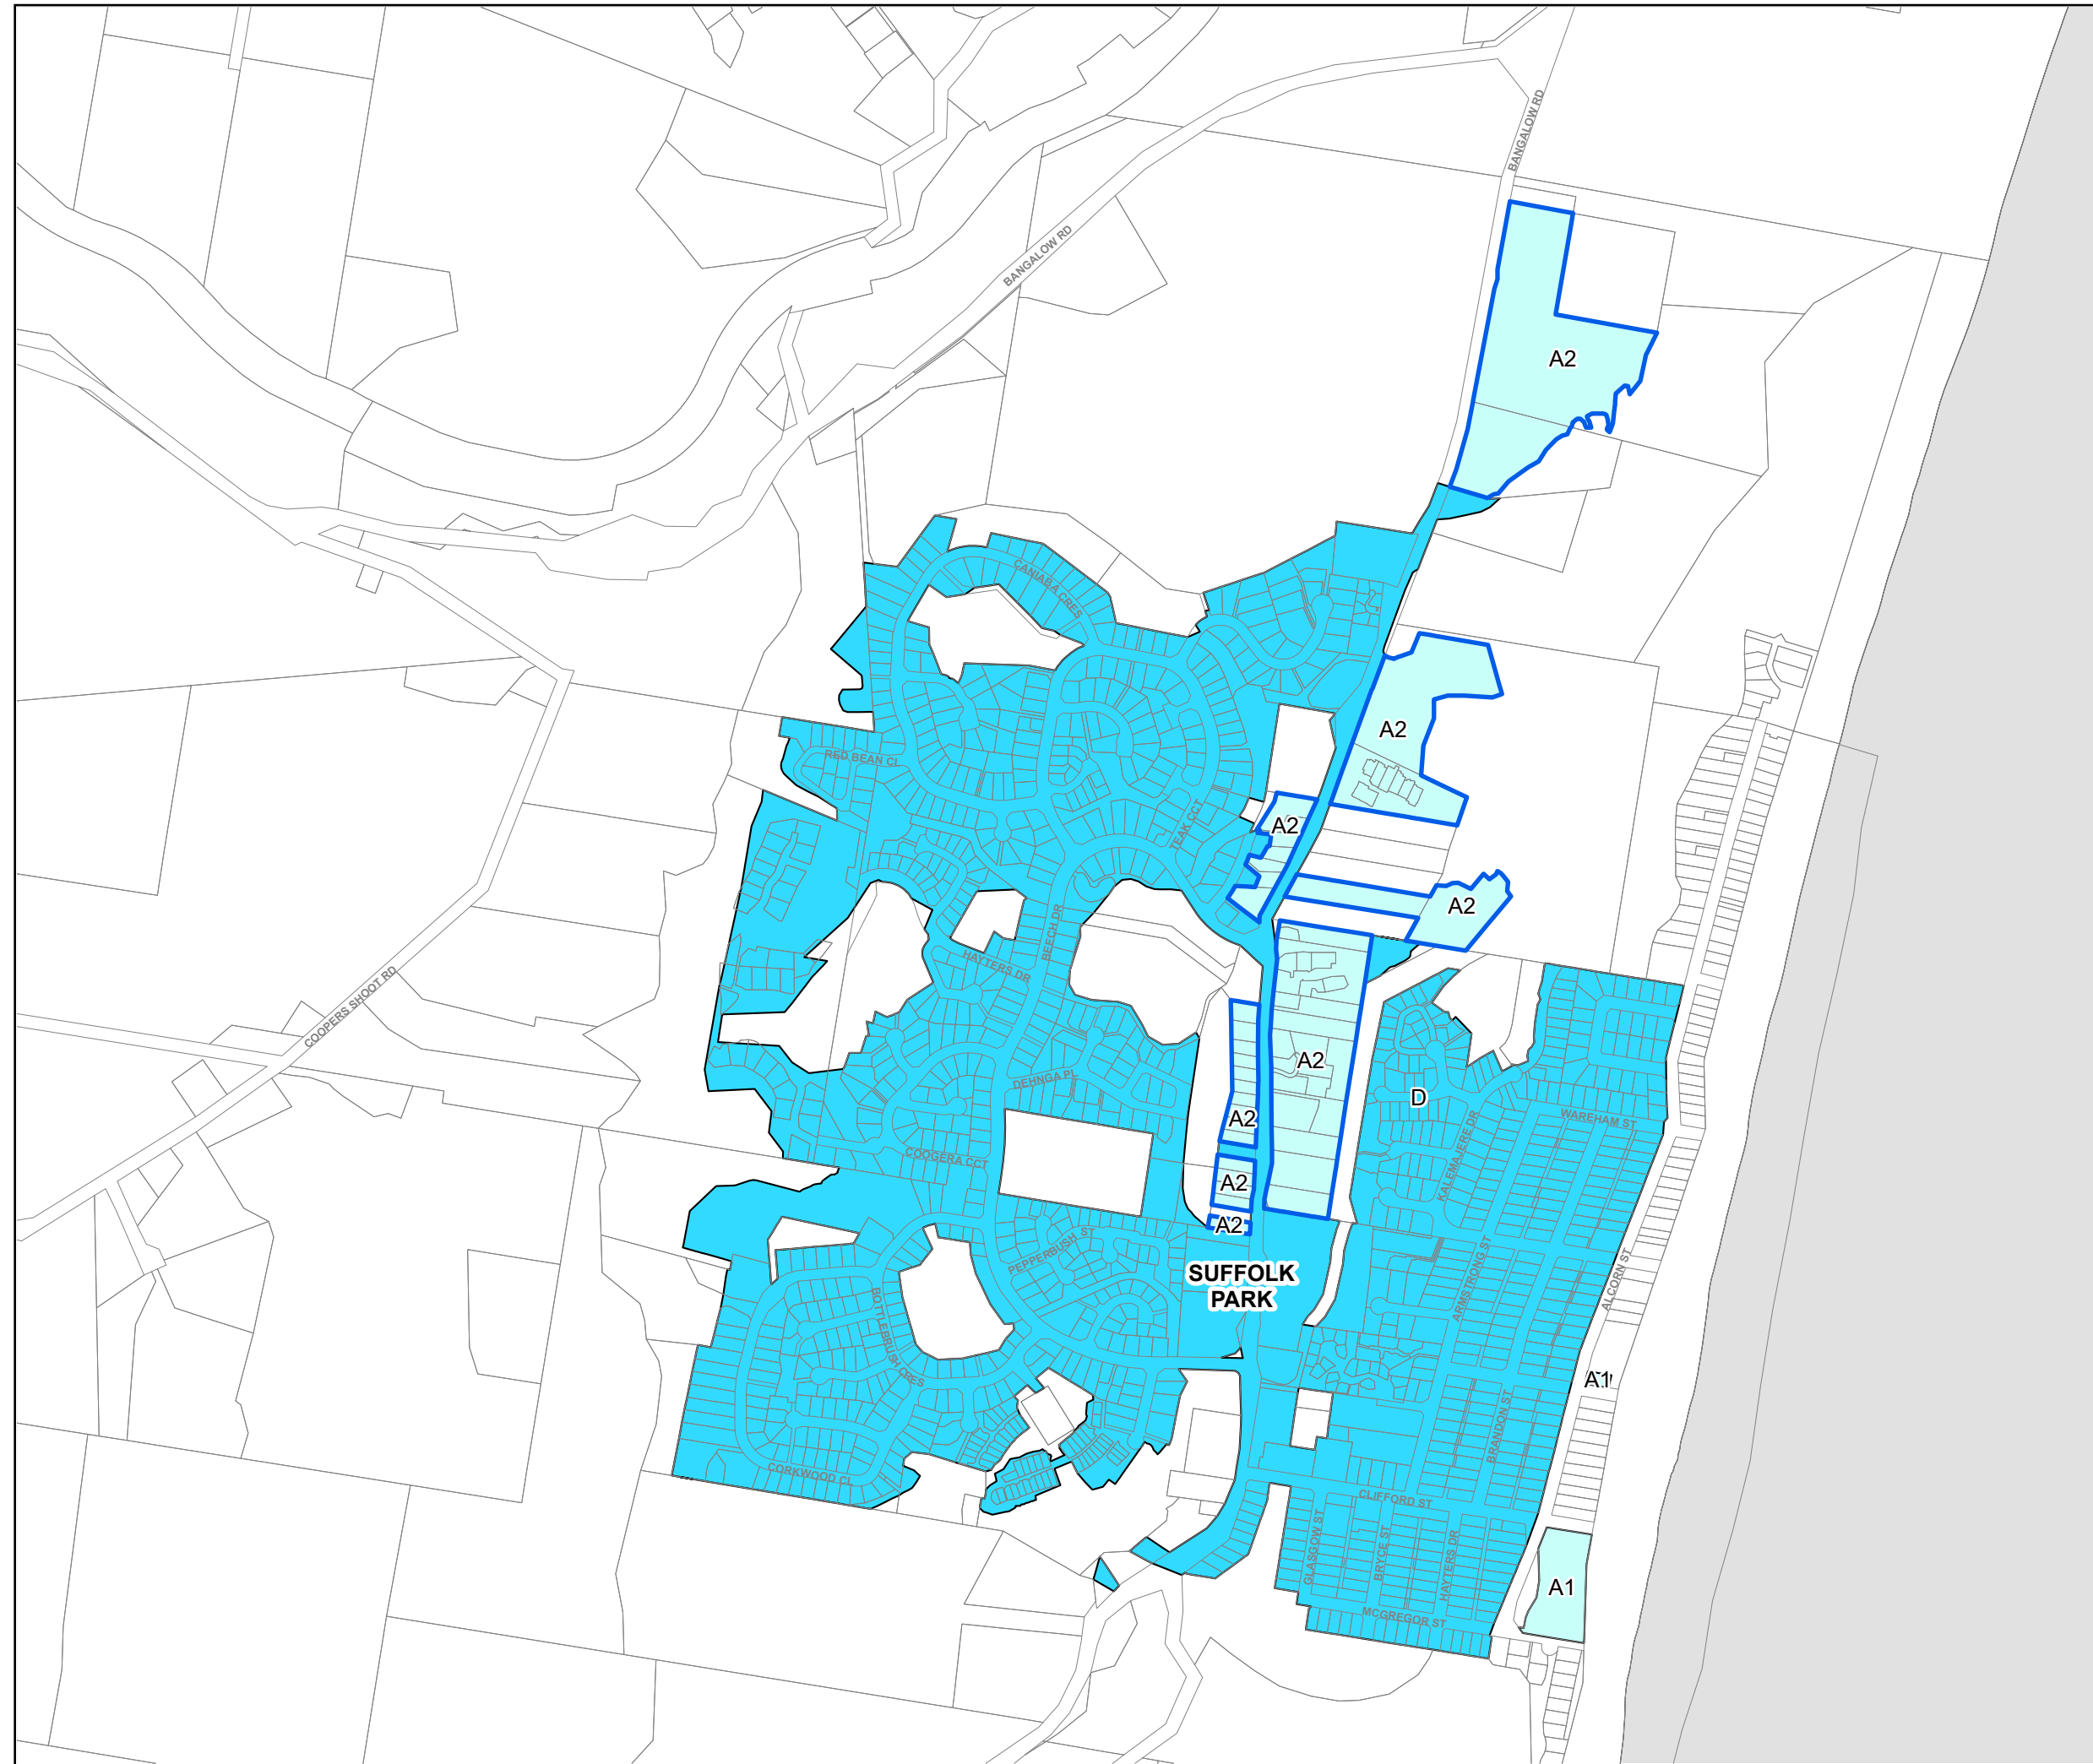 BANGALOW RD
BANGALOW RD
A2
CANIABA CRES
A2
RED BEAN CL
TEAK CCT
A2
A2
BEECH DR
HAYTERS DR
COOPERS SHOOT RD
A2
DEHNGA PL
D
A2
WAREHAM ST
KALEMAJERE DR
COOGERA CCT
A2
A2
PEPPERBUSH ST
SUFFOLK
PARK
ARMSTRONG ST
ALCORN ST
BOTTLEBRUSH CRES
A1
BRANDON ST
CORKWOOD CL
CLIFFORD ST
GLASGOW ST
BRYCE ST
HAYTERS DR
A1
MCGREGOR ST